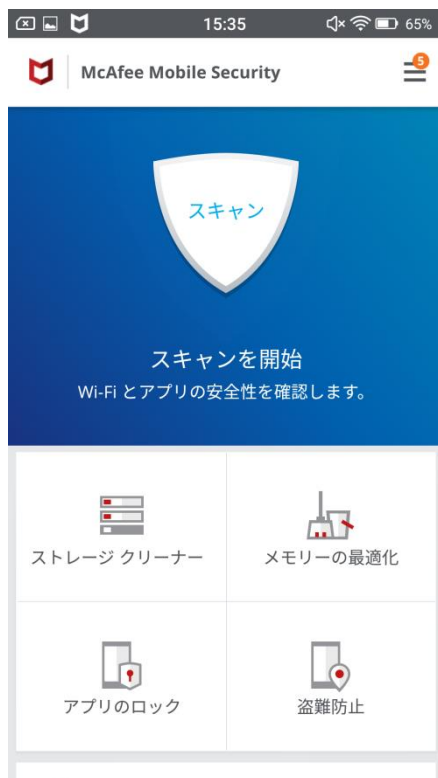 15:35
65%
McAfee Mobile Security
5
スキャン
スキャンを開始
Wi-Fi とアプリの安全性を確認します。
ストレージ クリーナー
メモリーの最適化
アプリのロック
盗難防止